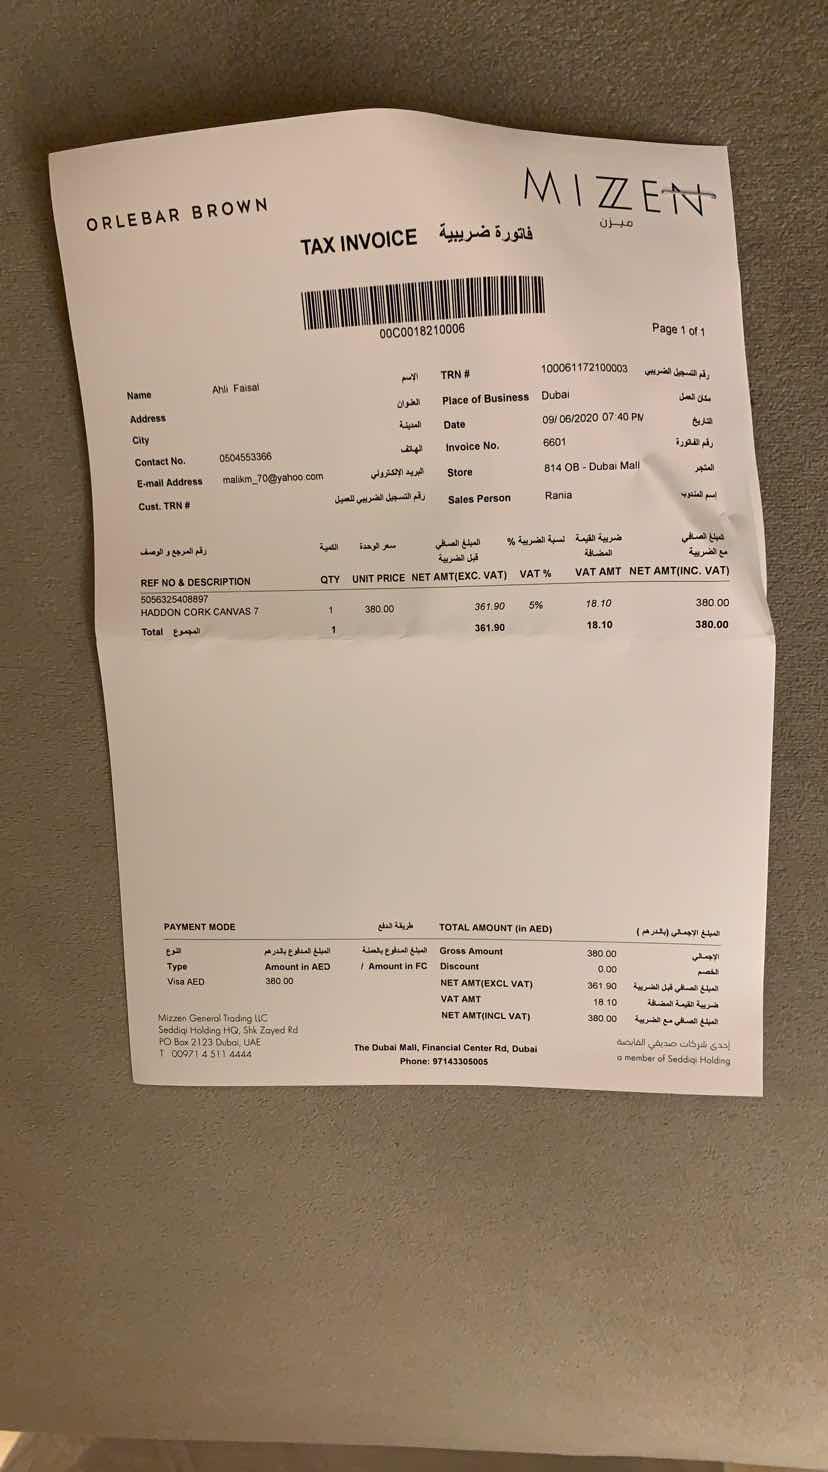 ORLEBAR BROWN
MIZZEN
ميزن
TAX INVOICE فاتورة ضريبية
00C0018210006
Page 1 of 1
Name Ahli Faisal الاسم
Address العنوان
City المدينة
Contact No. 0504553366 الهاتف
E-mail Address malikm_70@yahoo.com البريد الإلكتروني
Cust. TRN # رقم التسجيل الضريبي للعميل
TRN # 100061172100003 رقم التسجيل الضريبي
Place of Business Dubai مكان العمل
Date 09/06/2020 07:40 PM التاريخ
Invoice No. 6601 رقم الفاتورة
Store 814 OB - Dubai Mall المتجر
Sales Person Rania إسم المندوب
رقم المرجع و الوصف الكمية سعر الوحدة المبلغ الصافي قبل الضريبة نسبة الضريبة % ضريبة القيمة المضافة المبلغ الصافي مع الضريبة
REF NO & DESCRIPTION QTY UNIT PRICE NET AMT(EXC. VAT) VAT % VAT AMT NET AMT(INC. VAT)
5056325408897
HADDON CORK CANVAS 7 1 380.00 361.90 5% 18.10 380.00
Total المجموع 1 361.90 18.10 380.00
PAYMENT MODE طريقة الدفع
النوع المبلغ المدفوع بالدرهم المبلغ المدفوع بالعملة
Type Amount in AED / Amount in FC
Visa AED 380.00
TOTAL AMOUNT (in AED) المبلغ الإجمالي (بالدرهم)
Gross Amount 380.00 الإجمالي
Discount 0.00 الخصم
NET AMT(EXCL VAT) 361.90 المبلغ الصافي قبل الضريبة
VAT AMT 18.10 ضريبة القيمة المضافة
NET AMT(INCL VAT) 380.00 المبلغ الصافي مع الضريبة
Mizzen General Trading LLC
Seddiqi Holding HQ, Shk Zayed Rd
PO Box 2123 Dubai, UAE
T 00971 4 511 4444
The Dubai Mall, Financial Center Rd, Dubai
Phone: 97143305005
إحدى شركات صديقي القابضة
a member of Seddiqi Holding